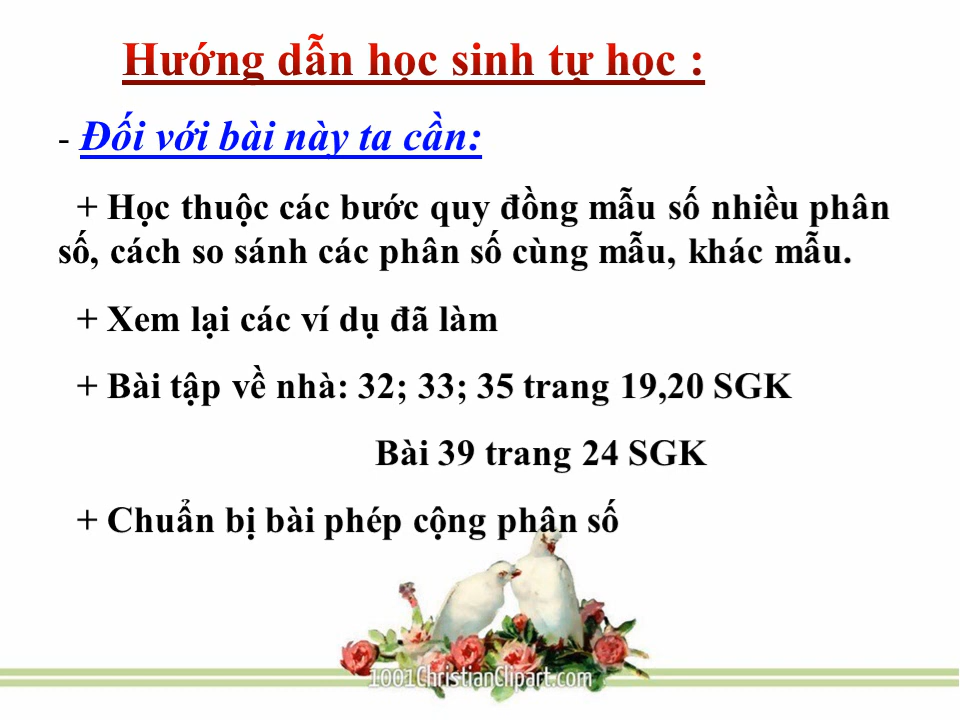 Hướng dẫn học sinh tự học :
- Đối với bài này ta cần:
+ Học thuộc các bước quy đồng mẫu số nhiều phân
số, cách so sánh các phân số cùng mẫu, khác mẫu.
+ Xem lại các ví dụ đã làm
+ Bài tập về nhà: 32; 33; 35 trang 19,20 SGK
Bài 39 trang 24 SGK
+ Chuẩn bị bài phép cộng phân số
1001ChristianClipart.com